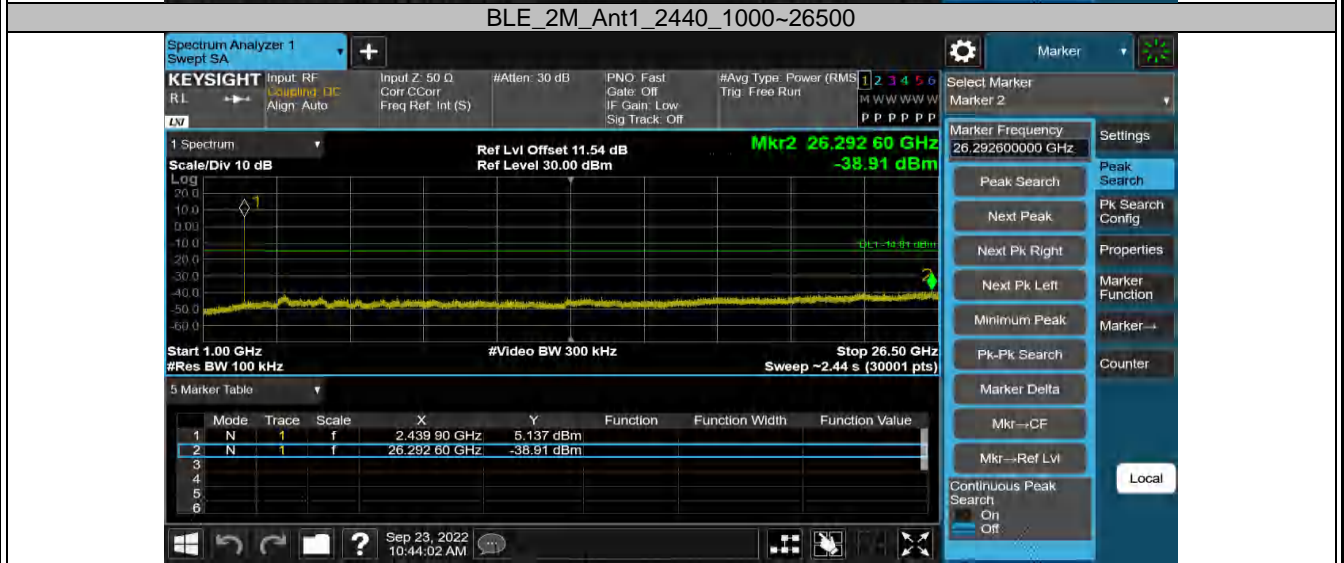 BLE_2M_Ant1_2440_1000~26500
Spectrum Analyzer 1
Swept SA
+
Marker
KEYSIGHT
RL
LXI
Input: RF
Coupling: DC
Align: Auto
Input Z: 50 Ω
Corr CCorr
Freq Ref: Int (S)
#Atten: 30 dB
PNO: Fast
Gate: Off
IF Gain: Low
Sig Track: Off
#Avg Type: Power (RMS
Trig: Free Run
1 2 3 4 5 6
M W W W W W
P P P P P P
Select Marker
Marker 2
1 Spectrum
Scale/Div 10 dB
Ref Lvl Offset 11.54 dB
Ref Level 30.00 dBm
Mkr2 26.292 60 GHz
-38.91 dBm
Log
20.0
10.0
0.00
-10.0
-20.0
-30.0
-40.0
-50.0
-60.0
1
DL1 -14.81 dBm
2
Start 1.00 GHz
#Res BW 100 kHz
#Video BW 300 kHz
Stop 26.50 GHz
Sweep ~2.44 s (30001 pts)
5 Marker Table
Mode Trace Scale X Y Function Function Width Function Value
1 N 1 f 2.439 90 GHz 5.137 dBm
2 N 1 f 26.292 60 GHz -38.91 dBm
3
4
5
6
Marker Frequency
26.292600000 GHz
Peak Search
Next Peak
Next Pk Right
Next Pk Left
Minimum Peak
Pk-Pk Search
Marker Delta
Mkr→CF
Mkr→Ref Lvl
Continuous Peak
Search
On
Off
Settings
Peak
Search
Pk Search
Config
Properties
Marker
Function
Marker→
Counter
Local
?
Sep 23, 2022
10:44:02 AM